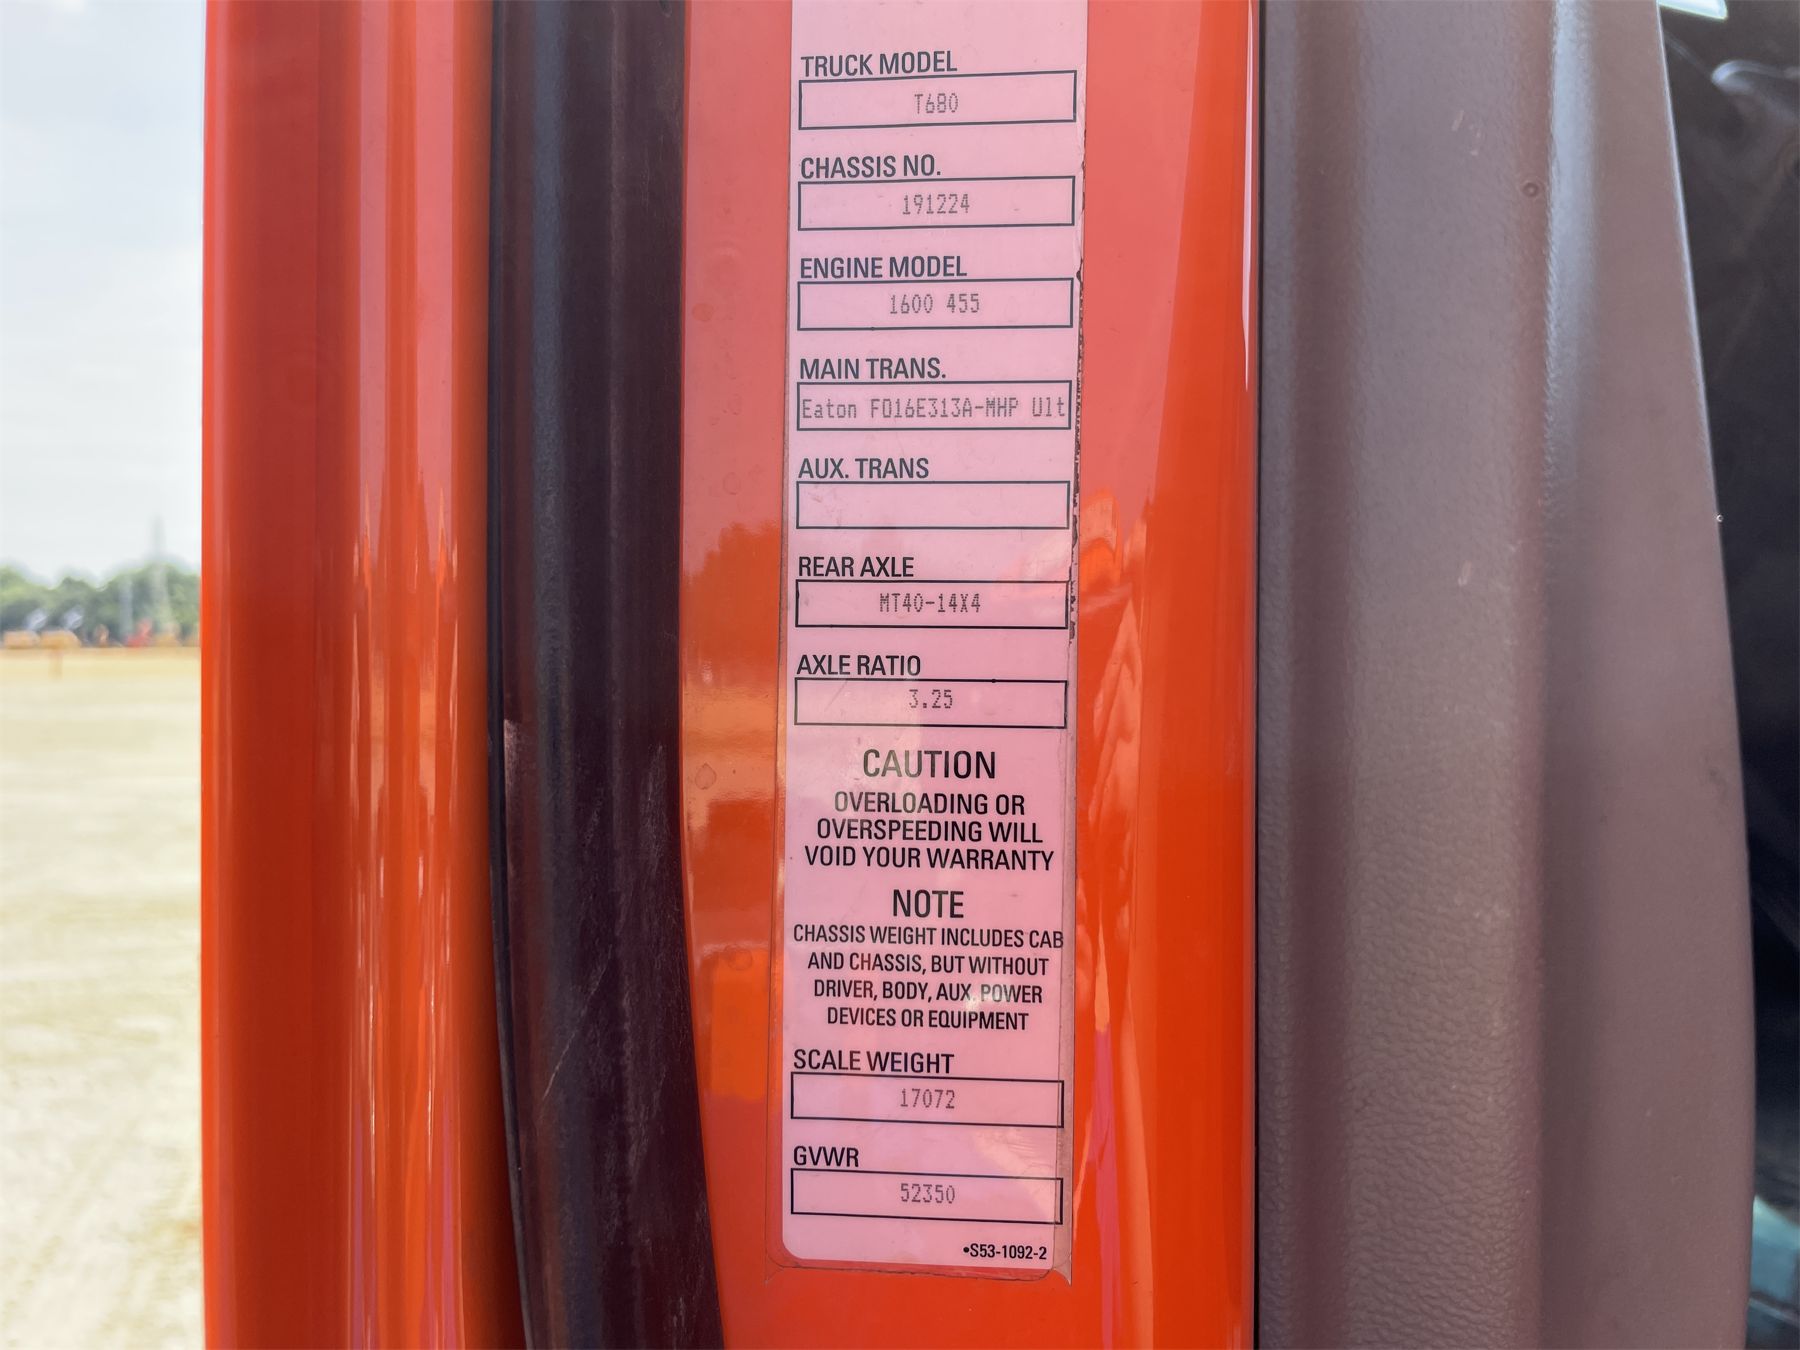 TRUCK MODEL
T680
CHASSIS NO.
191224
ENGINE MODEL
1600 455
MAIN TRANS.
Eaton FO16E313A-MHP Ult
AUX. TRANS
REAR AXLE
MT40-14X4
AXLE RATIO
3.25
CAUTION
OVERLOADING OR
OVERSPEEDING WILL
VOID YOUR WARRANTY
NOTE
CHASSIS WEIGHT INCLUDES CAB
AND CHASSIS, BUT WITHOUT
DRIVER, BODY, AUX. POWER
DEVICES OR EQUIPMENT
SCALE WEIGHT
17072
GVWR
52350
•S53-1092-2